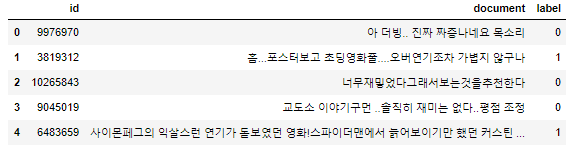 id document label
0 9976970 아 더빙.. 진짜 짜증나네요 목소리 0
1 3819312 흠...포스터보고 초딩영화줄....오버연기조차 가볍지 않구나 1
2 10265843 너무재밓었다그래서보는것을추천한다 0
3 9045019 교도소 이야기구먼 ..솔직히 재미는 없다..평점 조정 0
4 6483659 사이몬페그의 익살스런 연기가 돋보였던 영화!스파이더맨에서 늙어보이기만 했던 커스틴 ... 1